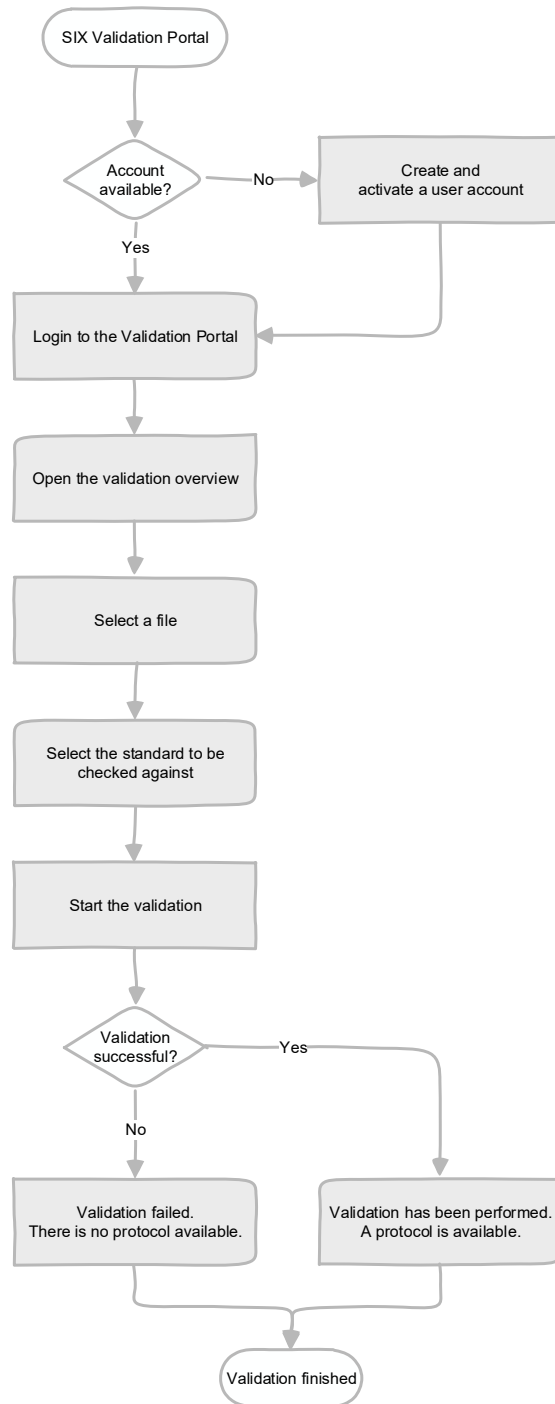 SIX Validation Portal
Account
available?
No
Create and
activate a user account
Yes
Login to the Validation Portal
Open the validation overview
Select a file
Select the standard to be
checked against
Start the validation
Validation
successful?
Yes
No
Validation failed.
There is no protocol available.
Validation has been performed.
A protocol is available.
Validation finished